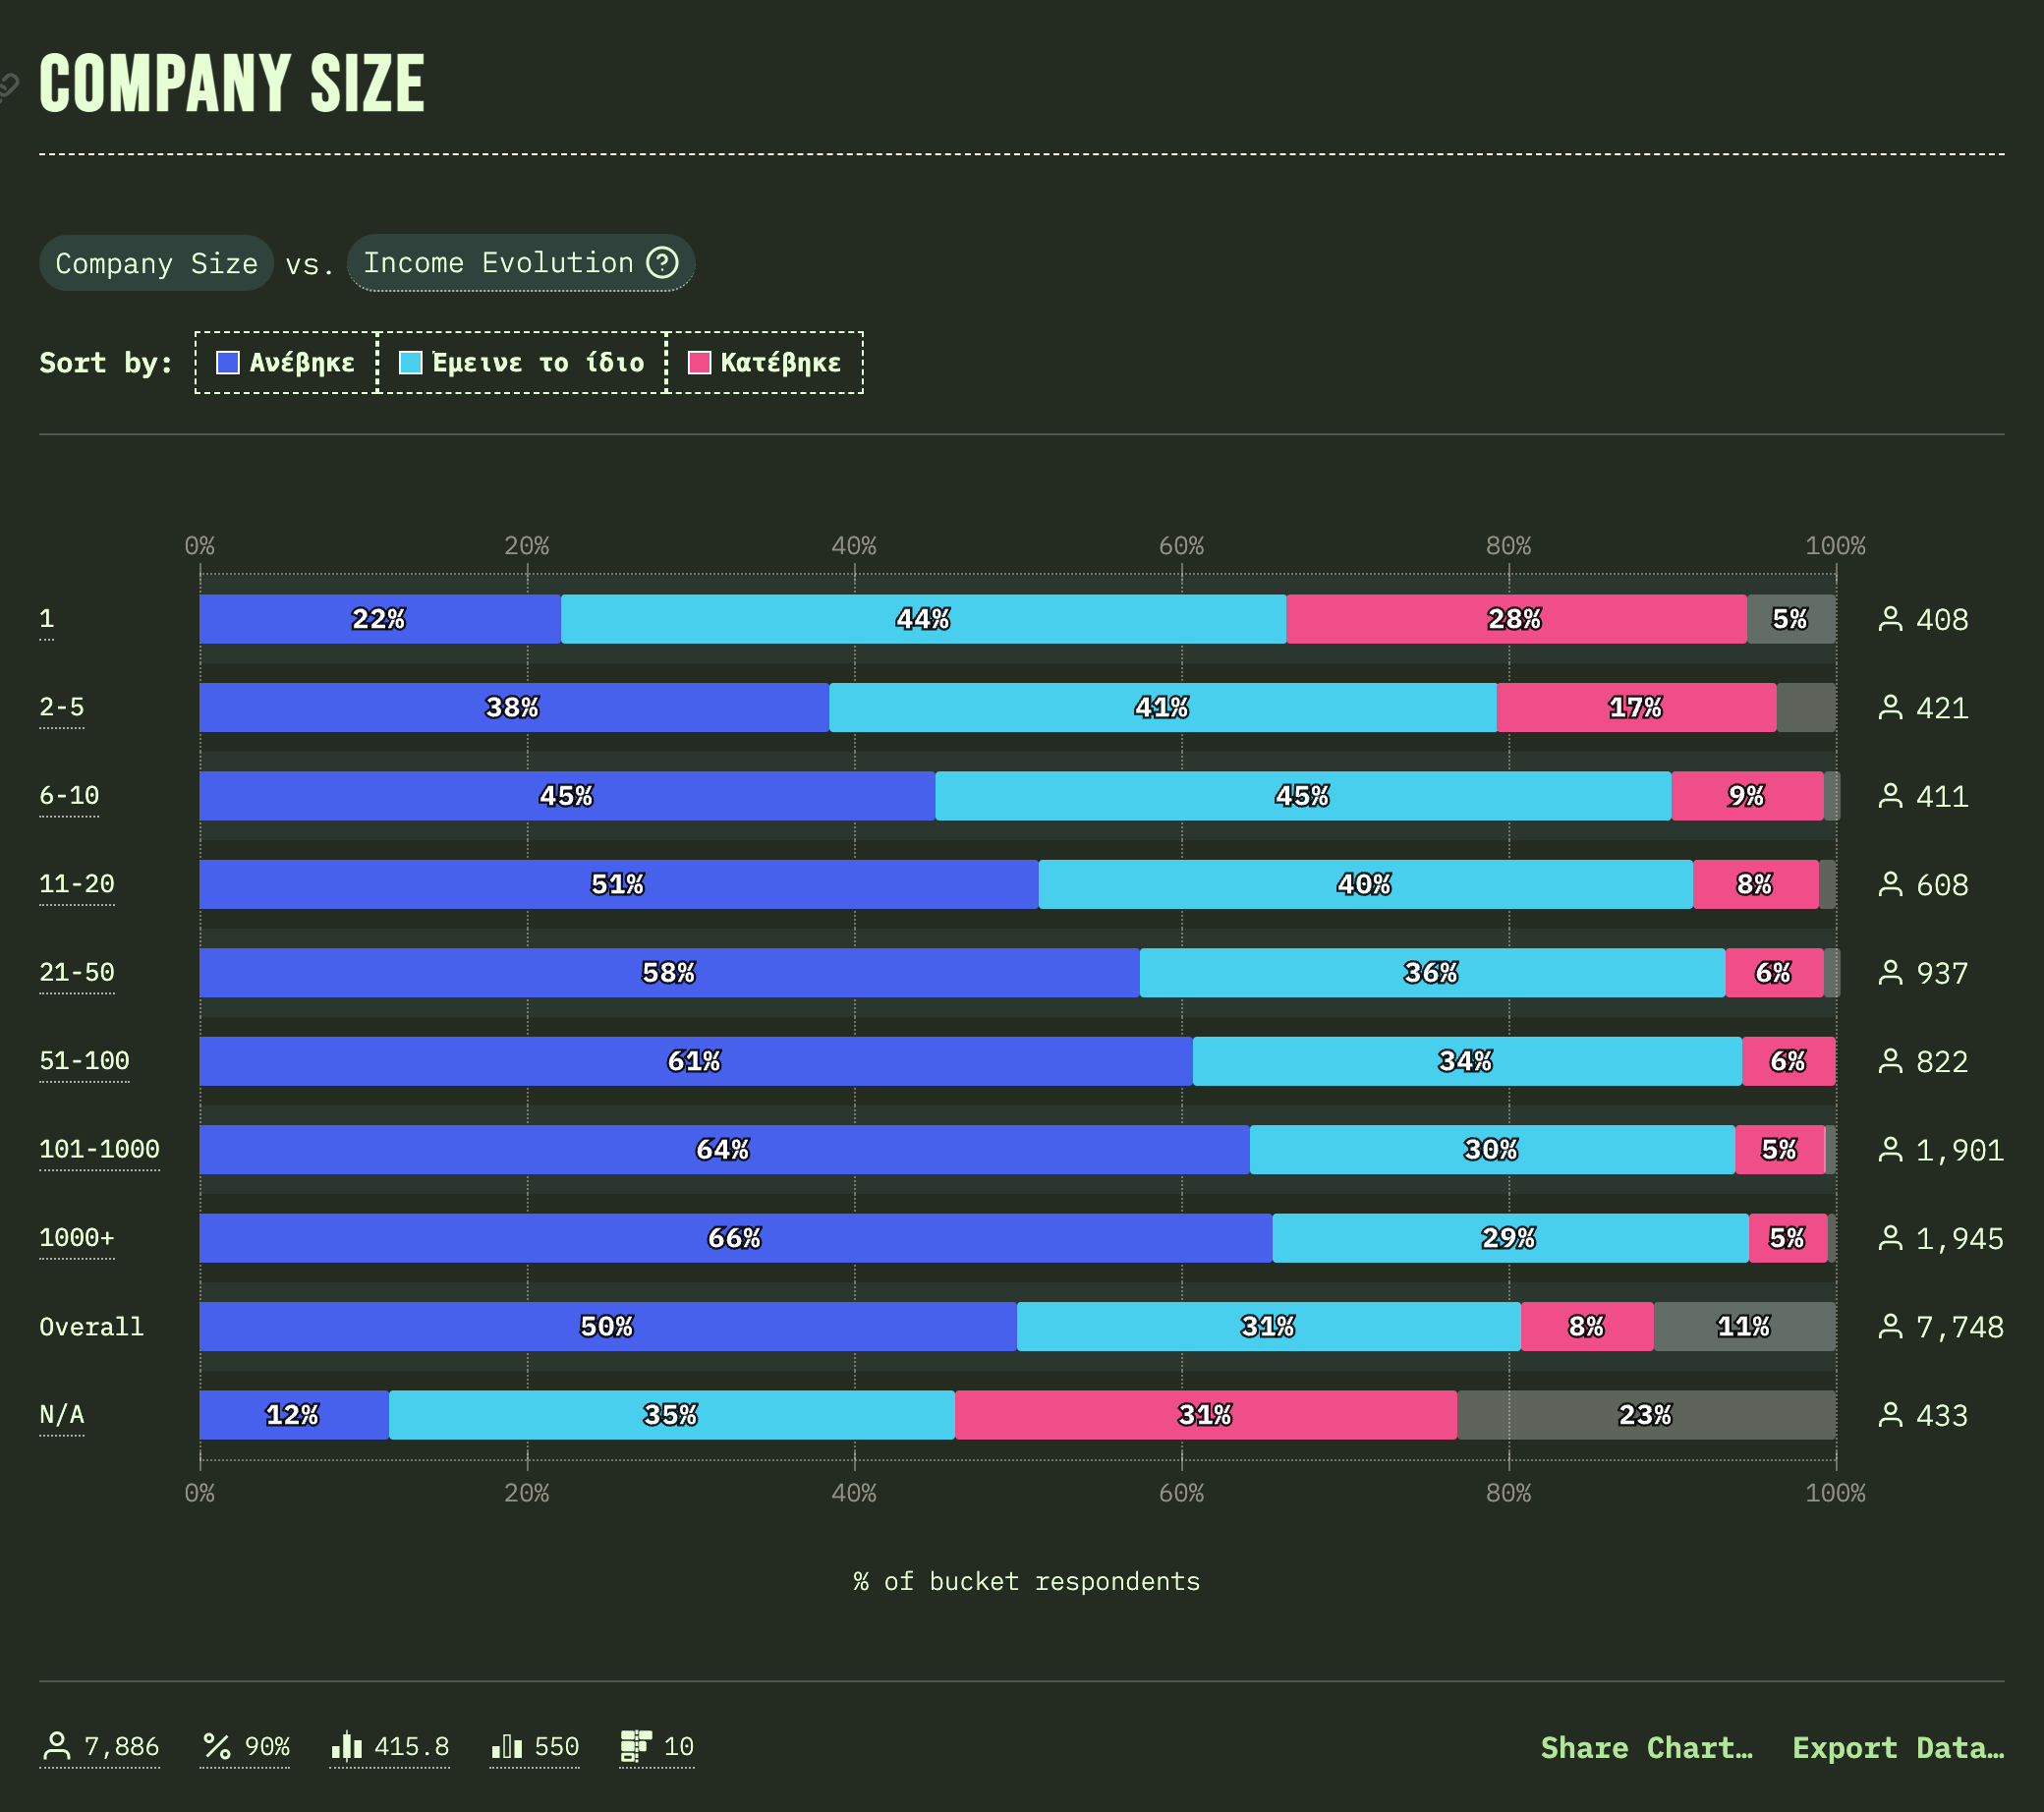 COMPANY SIZE
Company Size vs. Income Evolution ?
Sort by: Ανέβηκε Έμεινε το ίδιο Κατέβηκε
0% 20% 40% 60% 80% 100%
1 22% 44% 28% 5% 408
2-5 38% 41% 17% 421
6-10 45% 45% 9% 411
11-20 51% 40% 8% 608
21-50 58% 36% 6% 937
51-100 61% 34% 6% 822
101-1000 64% 30% 5% 1,901
1000+ 66% 29% 5% 1,945
Overall 50% 31% 8% 11% 7,748
N/A 12% 35% 31% 23% 433
0% 20% 40% 60% 80% 100%
% of bucket respondents
7,886 % 90% 415.8 550 10 Share Chart… Export Data…